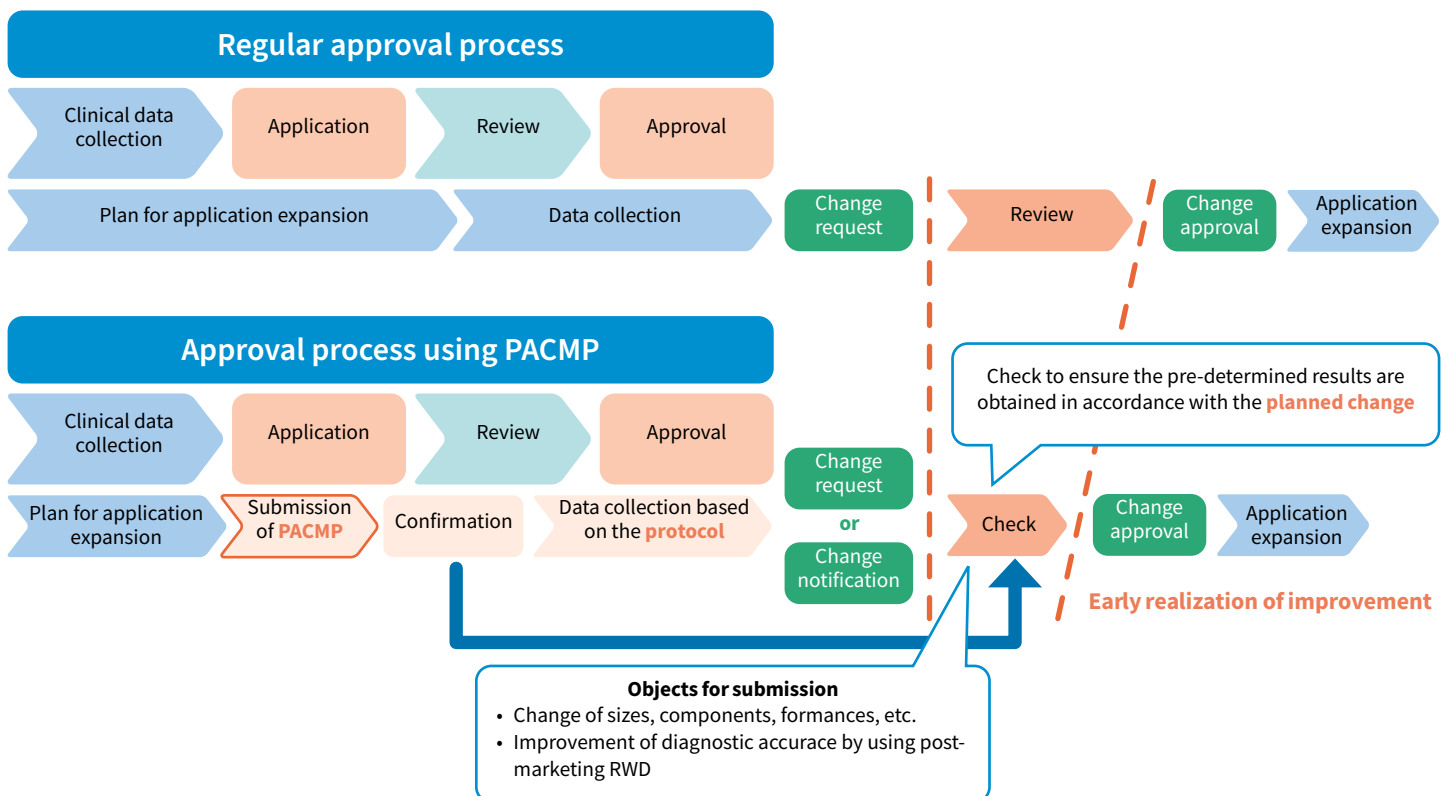 Regular approval process
Clinical data
collection
Application
Review
Approval
Plan for application expansion
Data collection
Change
request
Review
Change
approval
Application
expansion
Approval process using PACMP
Check to ensure the pre-determined results are
obtained in accordance with the planned change
Clinical data
collection
Application
Review
Approval
Plan for application
expansion
Submission
of PACMP
Confirmation
Data collection based
on the protocol
Change
request
or
Change
notification
Check
Change
approval
Application
expansion
Early realization of improvement
Objects for submission
• Change of sizes, components, formances, etc.
• Improvement of diagnostic accurace by using post-
marketing RWD